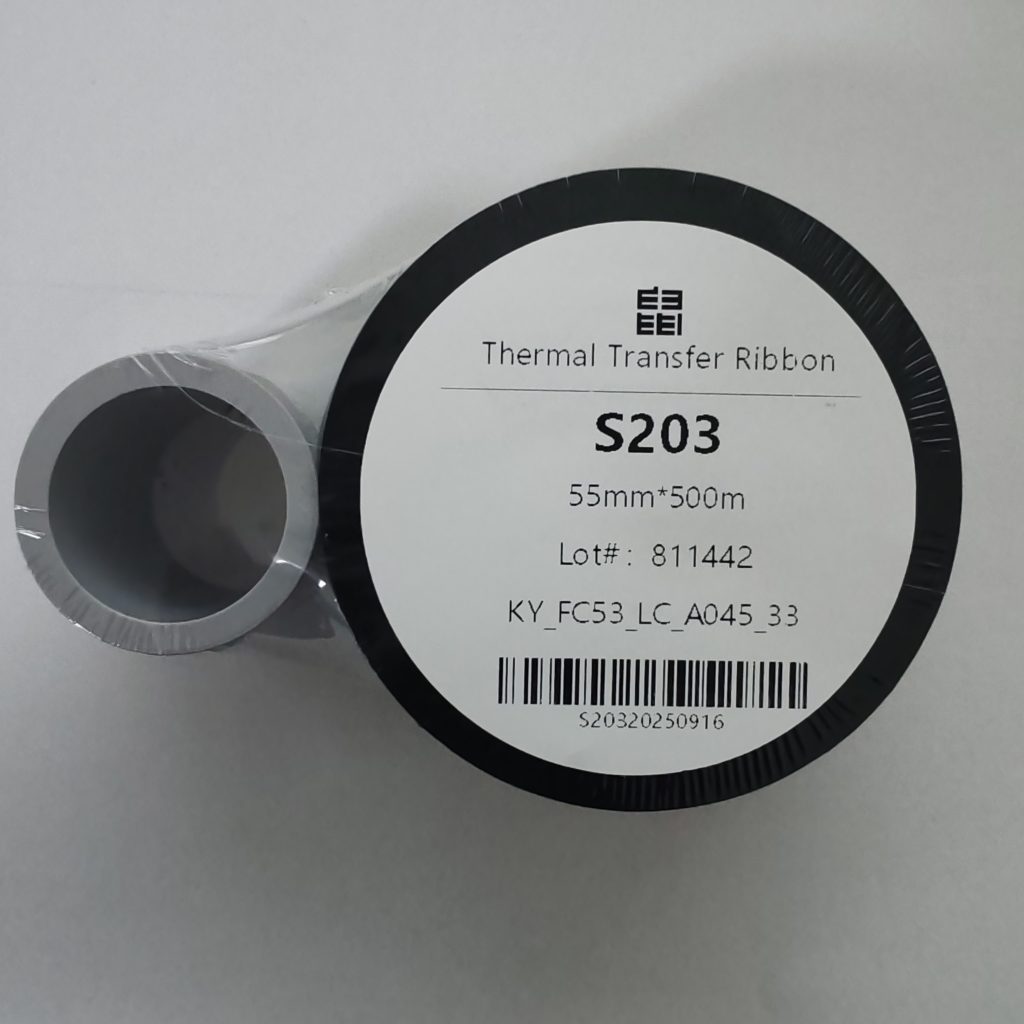 Thermal Transfer Ribbon
S203
55mm*500m
Lot#: 811442
KY_FC53_LC_A045_33
S20320250916